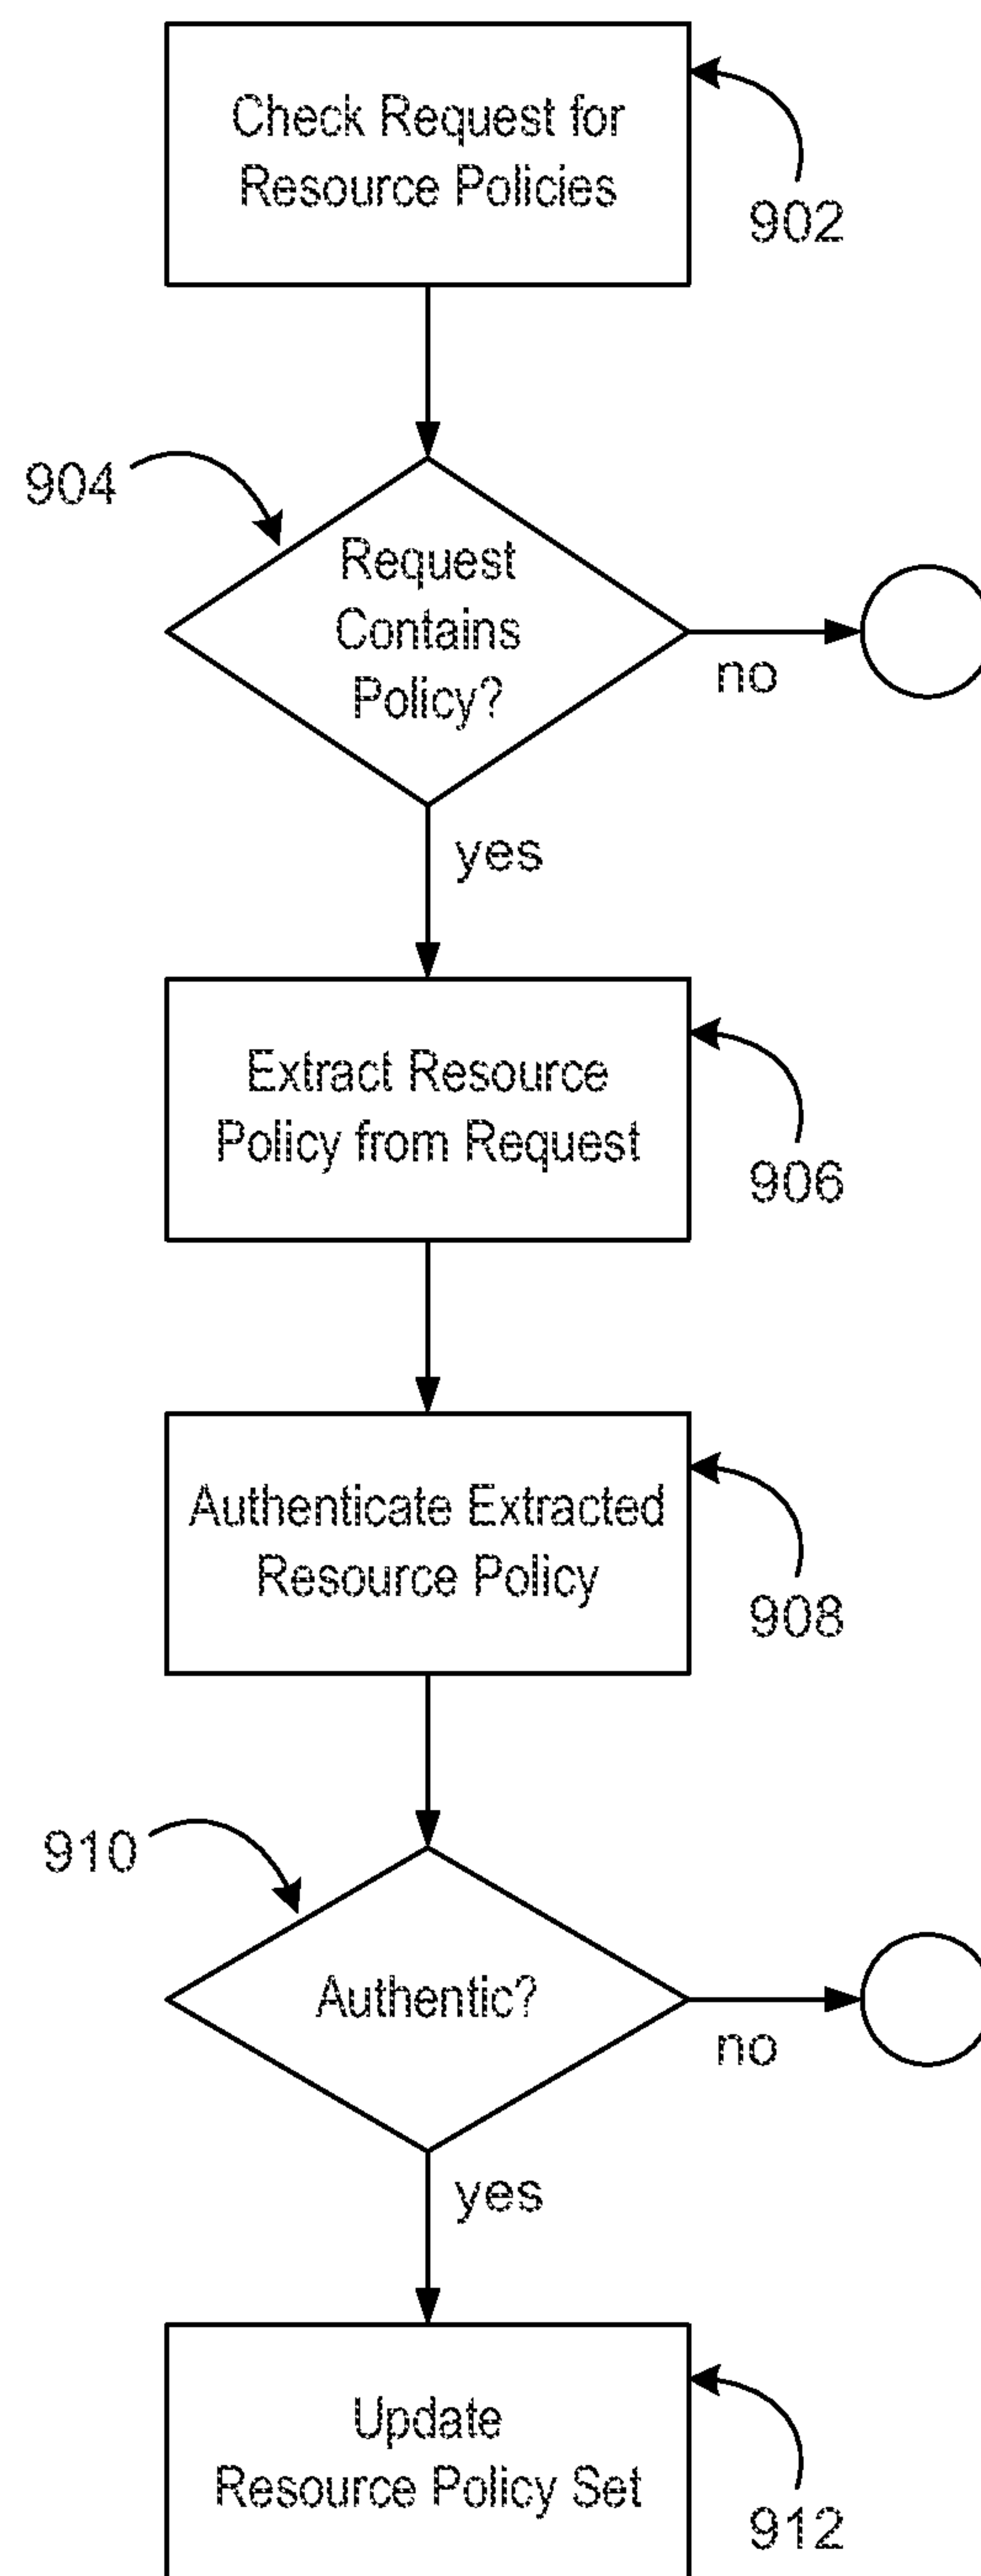 Check Request for
Resource Policies
902
904
Request
Contains
Policy?
no
yes
Extract Resource
Policy from Request
906
Authenticate Extracted
Resource Policy
908
910
Authentic?
no
yes
Update
Resource Policy Set
912